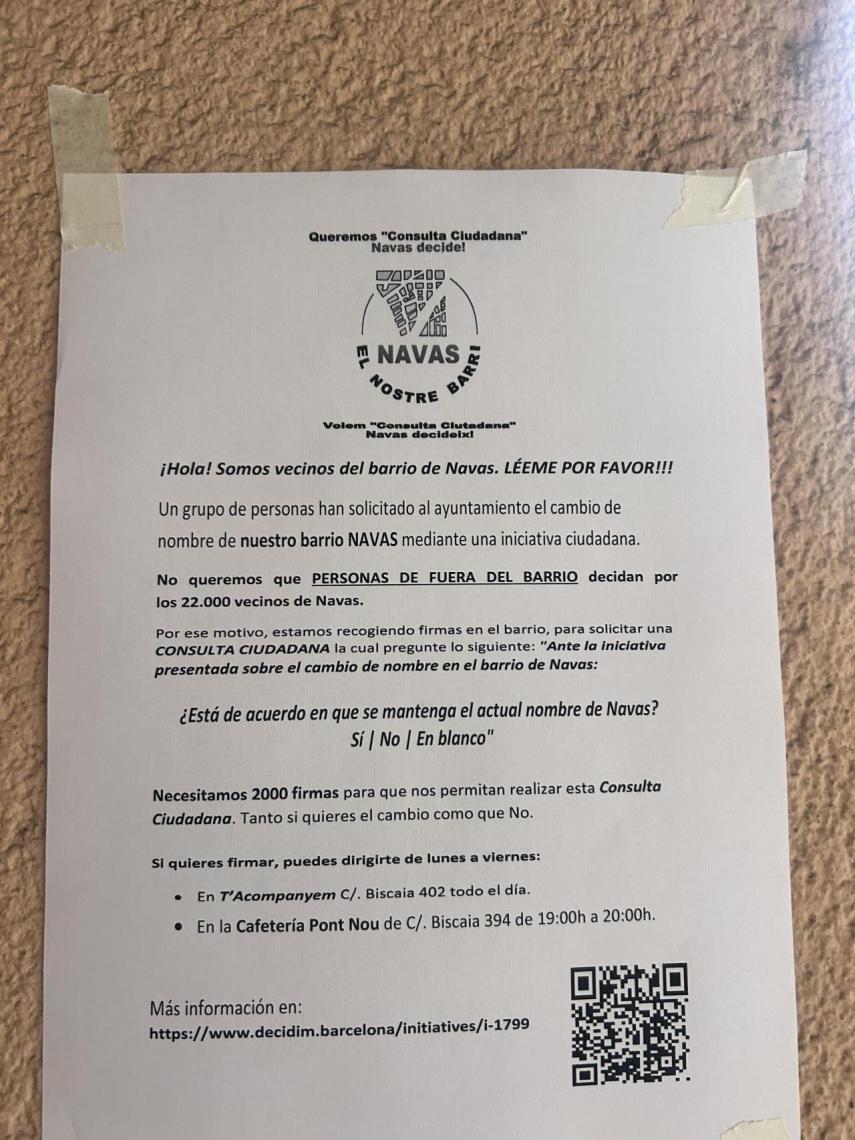 Queremos "Consulta Ciudadana"
Navas decide!
NAVAS
EL NOSTRE BARRI
Volem "Consulta Ciutadana"
Navas decideix!
¡Hola! Somos vecinos del barrio de Navas. LÉEME POR FAVOR!!!
Un grupo de personas han solicitado al ayuntamiento el cambio de
nombre de nuestro barrio NAVAS mediante una iniciativa ciudadana.
No queremos que PERSONAS DE FUERA DEL BARRIO decidan por
los 22.000 vecinos de Navas.
Por ese motivo, estamos recogiendo firmas en el barrio, para solicitar una
CONSULTA CIUDADANA la cual pregunte lo siguiente: "Ante la iniciativa
presentada sobre el cambio de nombre en el barrio de Navas:
¿Está de acuerdo en que se mantenga el actual nombre de Navas?
Sí | No | En blanco"
Necesitamos 2000 firmas para que nos permitan realizar esta Consulta
Ciudadana. Tanto si quieres el cambio como que No.
Si quieres firmar, puedes dirigirte de lunes a viernes:
• En T'Acompanyem C/. Biscaia 402 todo el día.
• En la Cafetería Pont Nou de C/. Biscaia 394 de 19:00h a 20:00h.
Más información en:
https://www.decidim.barcelona/initiatives/i-1799